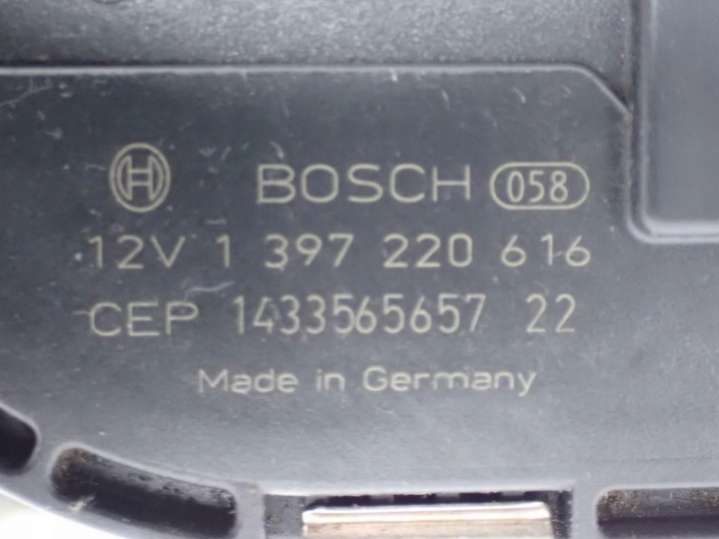 BOSCH 058
12V 1 397 220 616
CEP 1433565657 22
Made in Germany